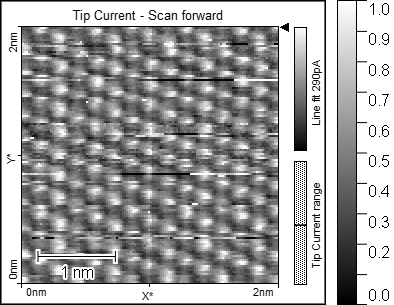 Tip Current - Scan forward
2nm
Y*
0nm
0nm
X*
2nm
1 nm
Line fit 290pA
Tip Current range
1.0
0.9
0.8
0.7
0.6
0.5
0.4
0.3
0.2
0.1
0.0